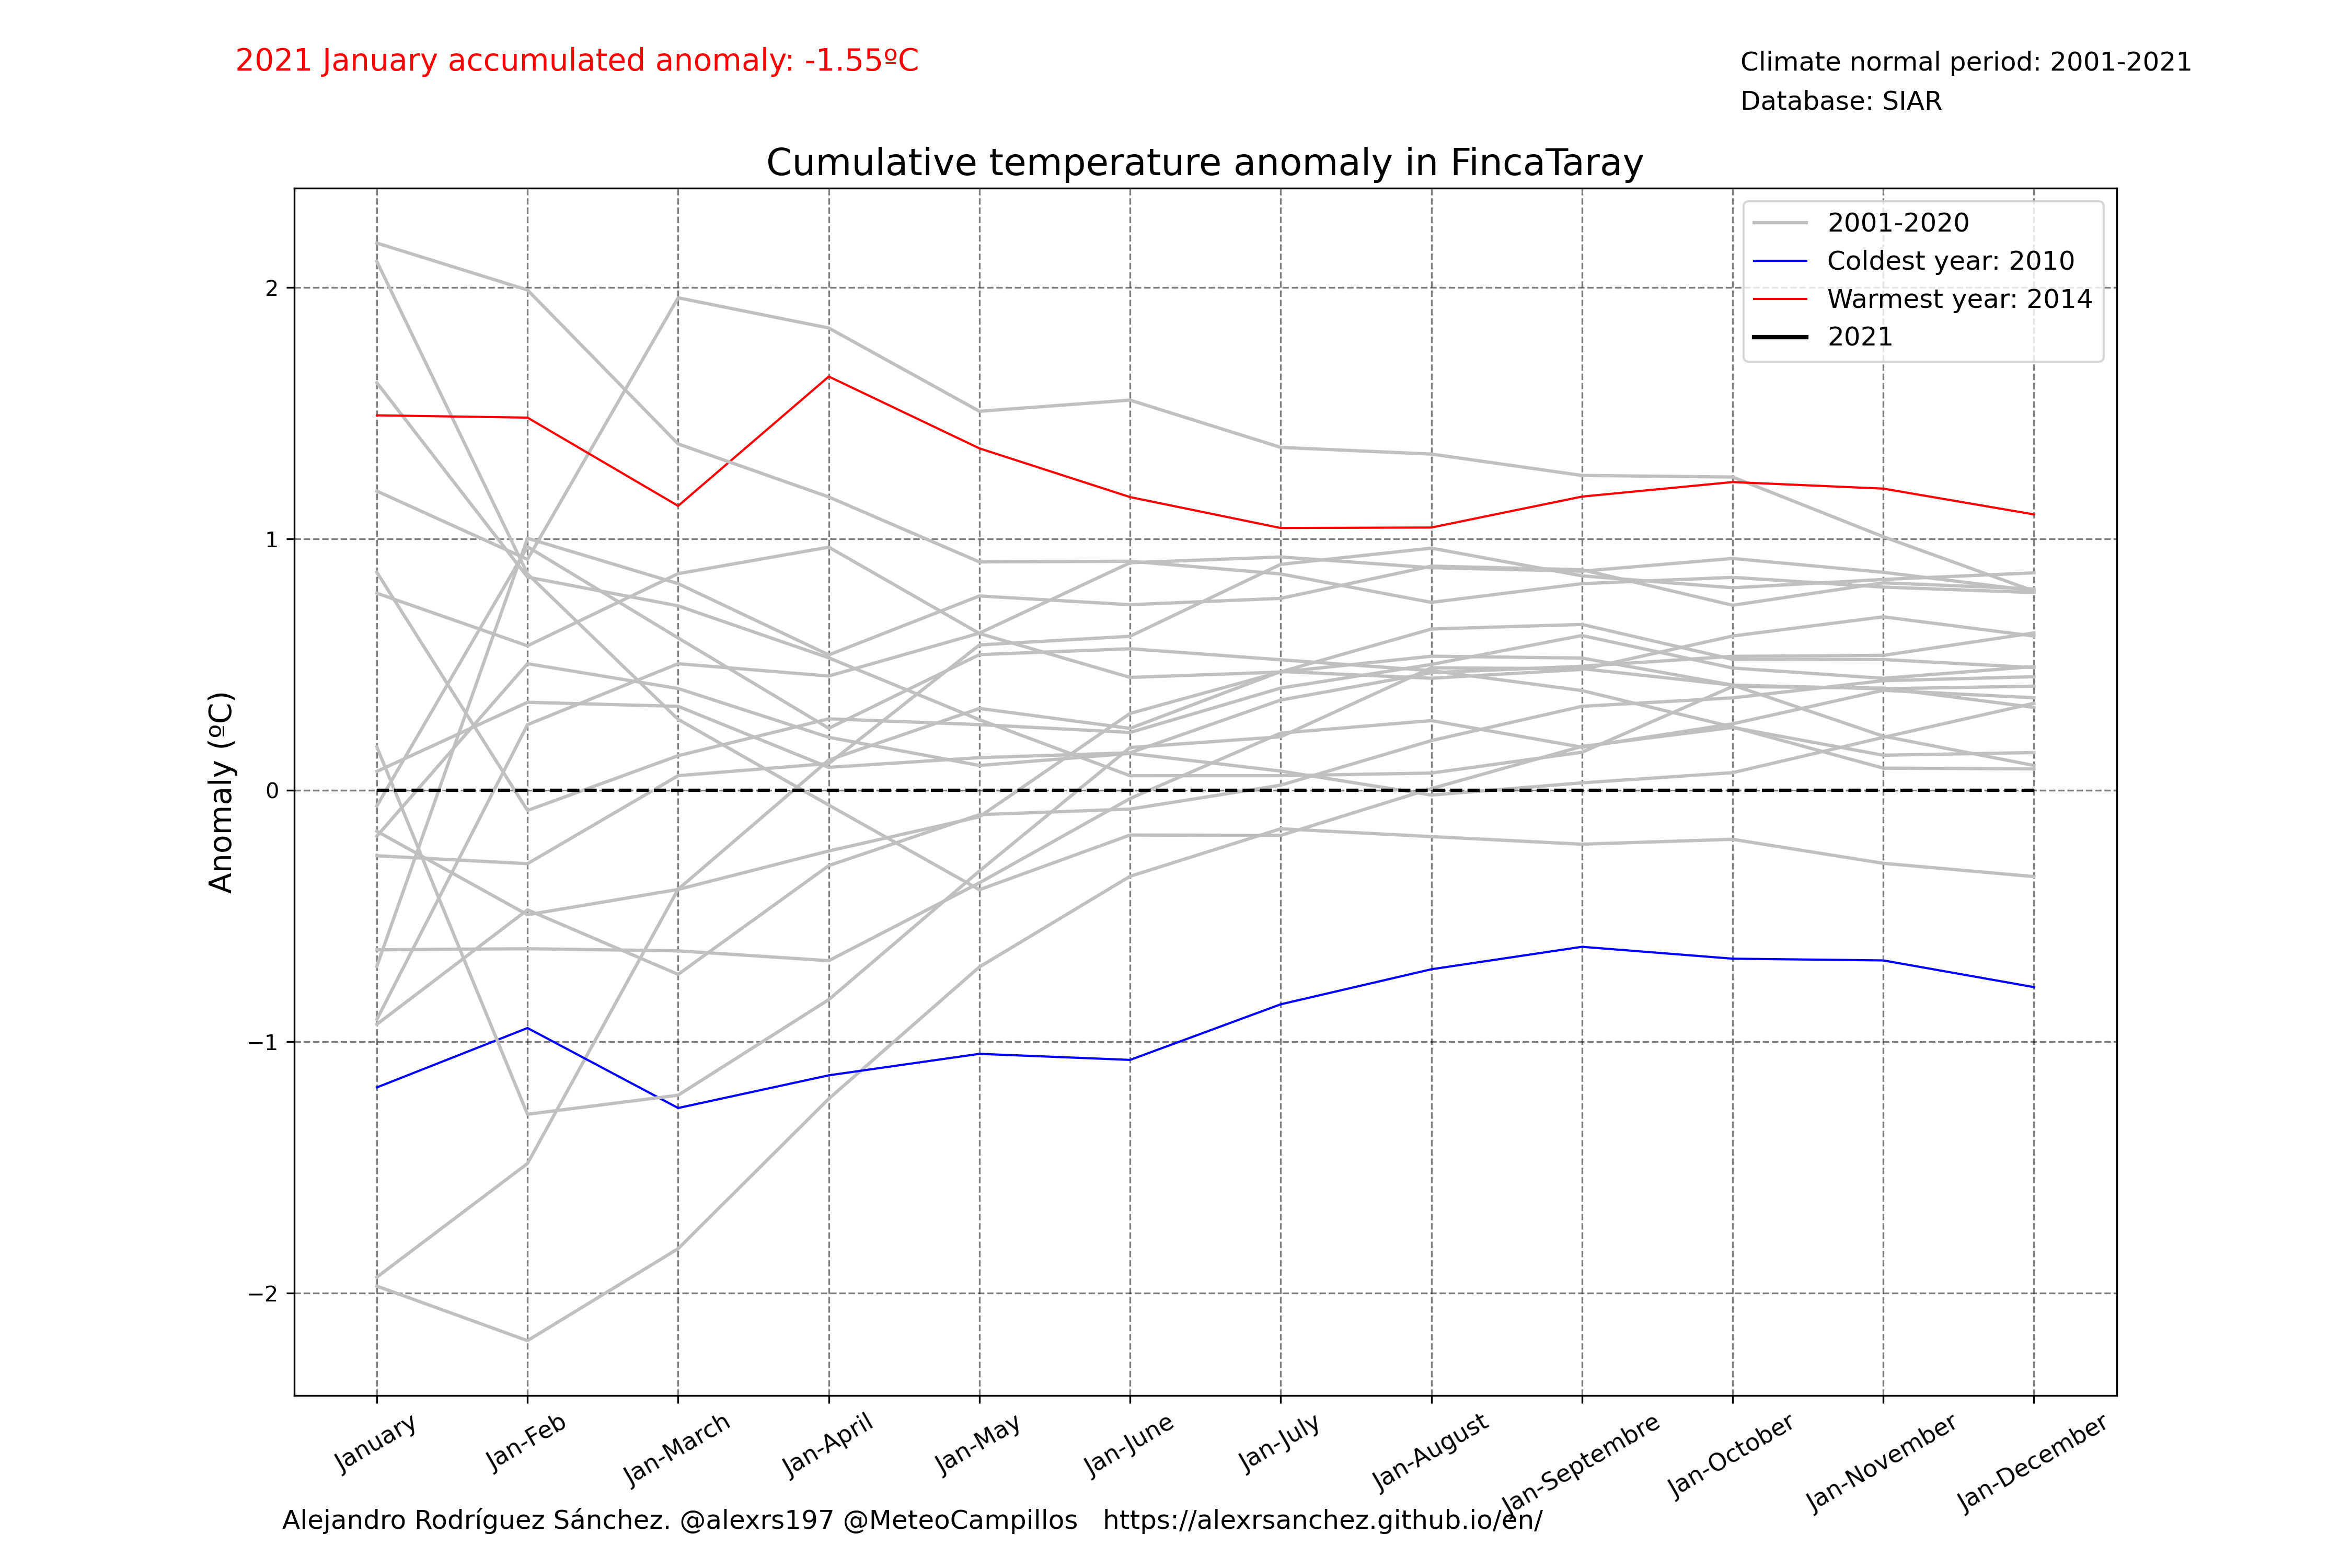 2021 January accumulated anomaly: -1.55ºC
Climate normal period: 2001-2021
Database: SIAR
Cumulative temperature anomaly in FincaTaray
2001-2020
Coldest year: 2010
Warmest year: 2014
2021
Anomaly (ºC)
2
1
0
−1
−2
January
Jan-Feb
Jan-March
Jan-April
Jan-May
Jan-June
Jan-July
Jan-August
Jan-Septembre
Jan-October
Jan-November
Jan-December
Alejandro Rodríguez Sánchez. @alexrs197 @MeteoCampillos   https://alexrsanchez.github.io/en/